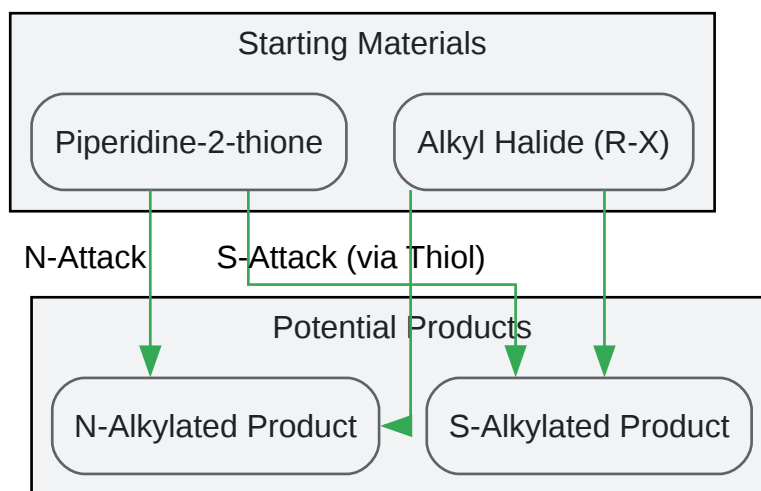 Starting Materials
Piperidine-2-thione
Alkyl Halide (R-X)
N-Attack
S-Attack (via Thiol)
Potential Products
N-Alkylated Product
S-Alkylated Product